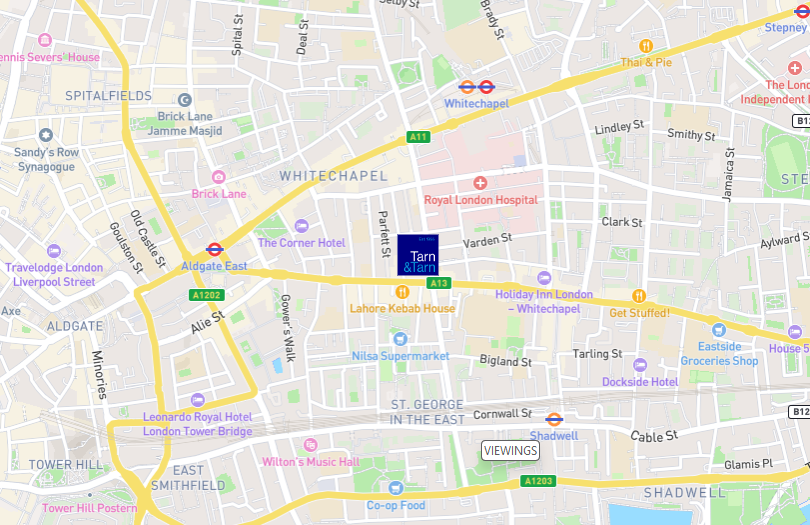 Selby St
Brady St
Spital St
Deal St
Stepney
ennis Severs' House
Thai & Pie
The Lon
Independent
SPITALFIELDS
Whitechapel
Brick Lane
Jamme Masjid
B12
Lindley St
Smithy St
A11
Sandy's Row
Synagogue
Jamaica St
WHITECHAPEL
STE
Brick Lane
Royal London Hospital
Old Castle St
Goulston St
Parfett St
Clark St
The Corner Hotel
Varden St
Aylward S
Tarn
&Tarn
Travelodge London
Liverpool Street
Aldgate East
A13
A1202
Holiday Inn London
– Whitechapel
Lahore Kebab House
Get Stuffed!
Axe
ALDGATE
Alie St
Gower's Walk
Nilsa Supermarket
Eastside
Groceries Shop
House 5
Minories
Bigland St
Tarling St
Dockside Hotel
Leonardo Royal Hotel
London Tower Bridge
ST. GEORGE
IN THE EAST
Cornwall St
B12
Shadwell
Cable St
VIEWINGS
Wilton's Music Hall
TOWER HILL
EAST
SMITHFIELD
Glamis Pl
A1203
Tower Hill Postern
Co-op Food
SHADWELL